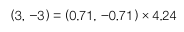 (3, −3) = (0.71, −0.71) × 4.24